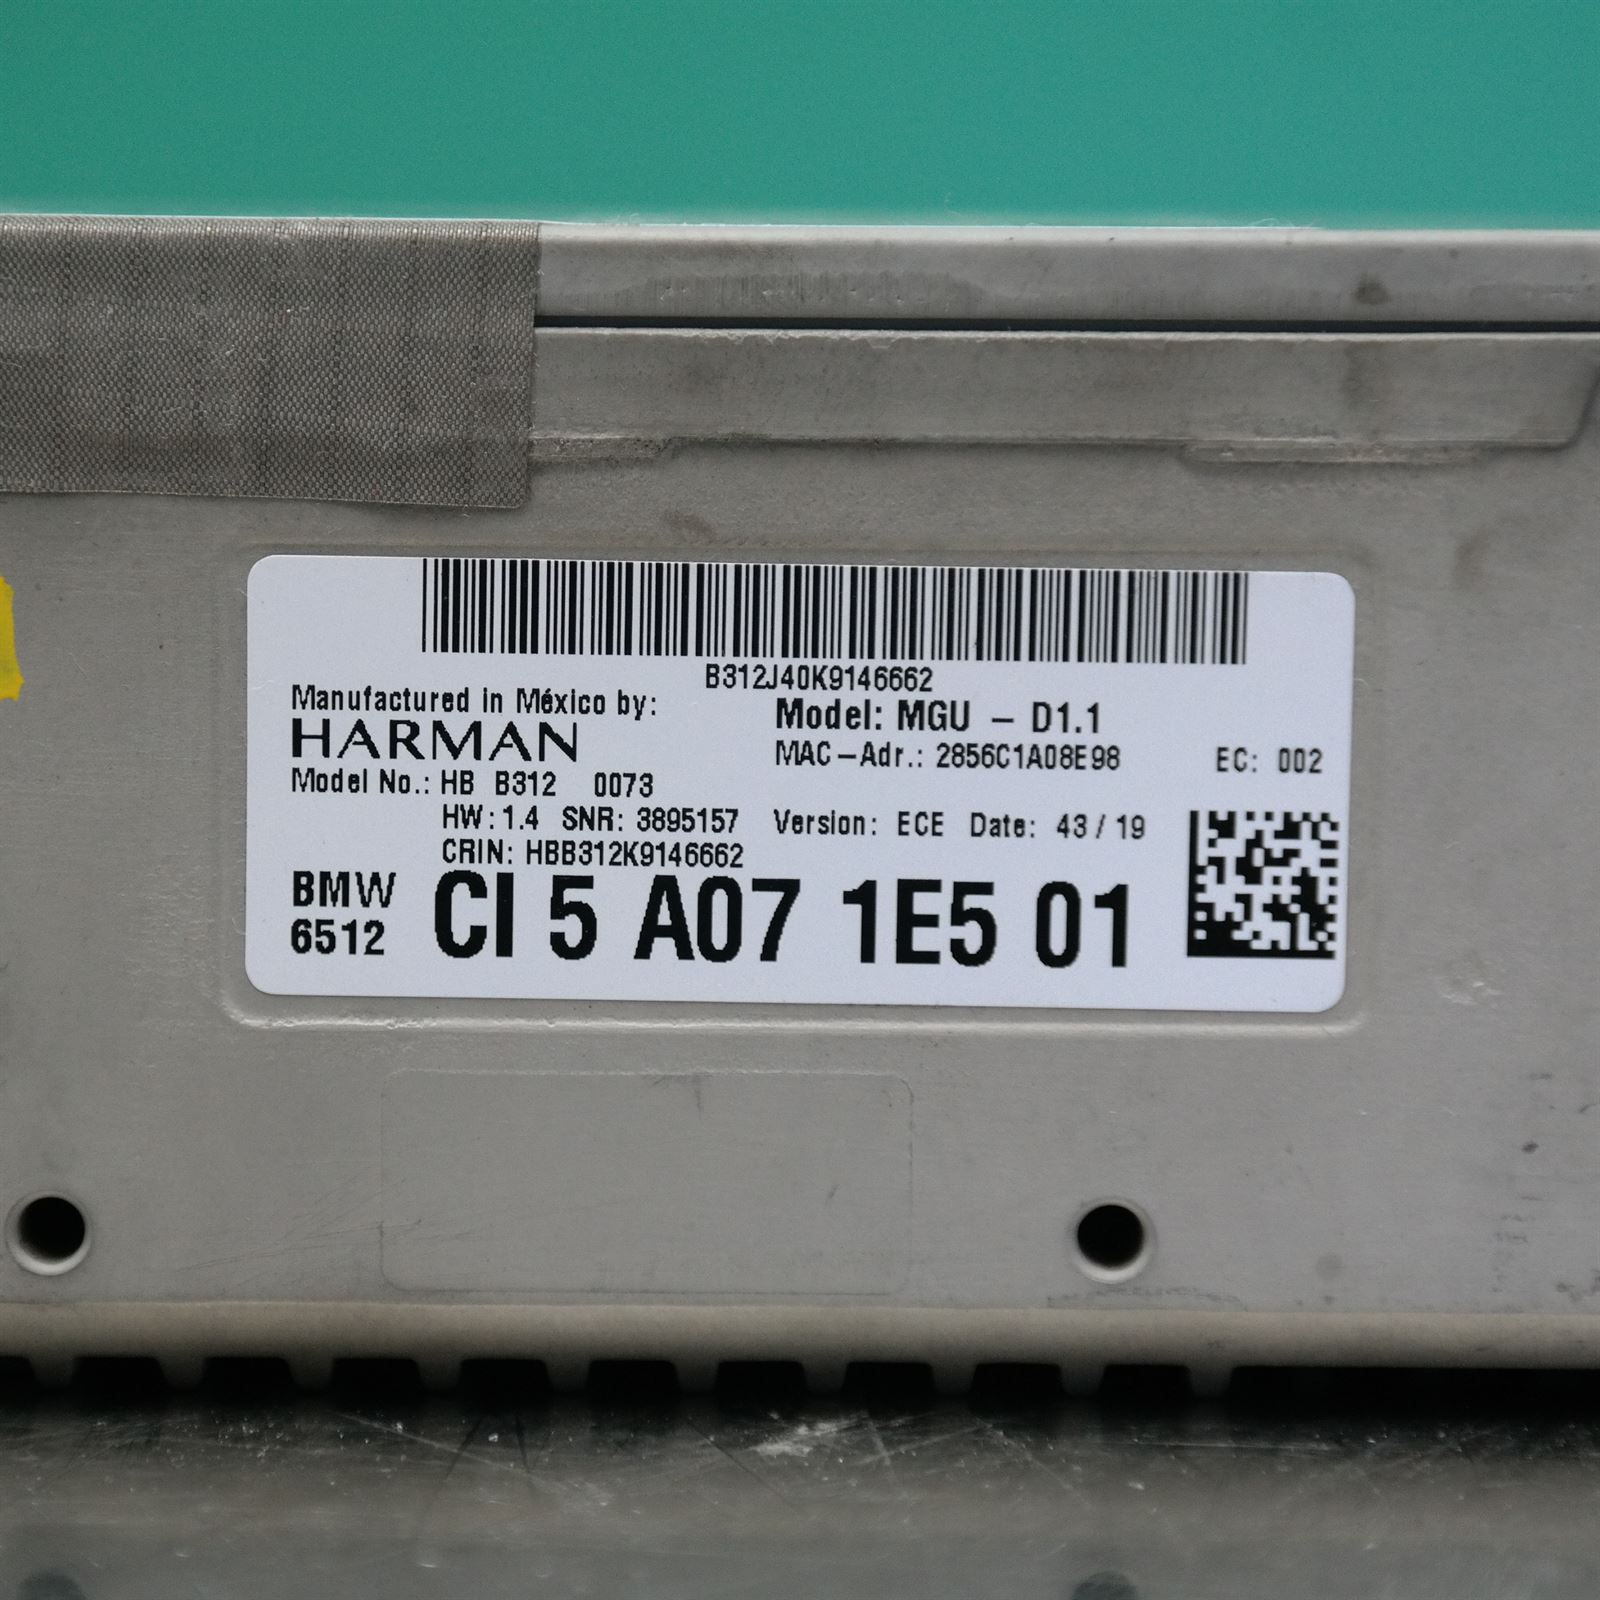 B312J40K9146662
Manufactured in México by:
HARMAN
Model: MGU – D1.1
MAC–Adr.: 2856C1A08E98 EC: 002
Model No.: HB B312 0073
HW: 1.4 SNR: 3895157 Version: ECE Date: 43 / 19
CRIN: HBB312K9146662
BMW
6512
CI 5 A07 1E5 01